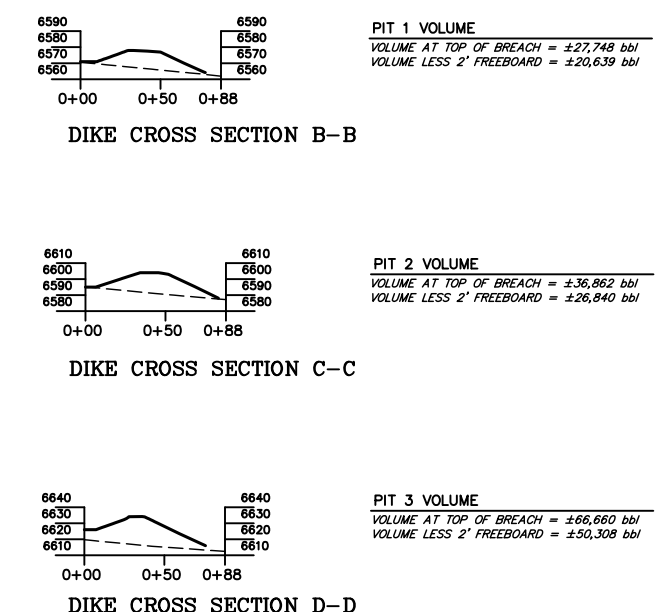 6590 6590
6580 6580
6570 6570
6560 6560
0+00 0+50 0+88
DIKE CROSS SECTION B-B
PIT 1 VOLUME
VOLUME AT TOP OF BREACH = ±27,748 bbl
VOLUME LESS 2' FREEBOARD = ±20,639 bbl
6610 6610
6600 6600
6590 6590
6580 6580
0+00 0+50 0+88
DIKE CROSS SECTION C-C
PIT 2 VOLUME
VOLUME AT TOP OF BREACH = ±36,862 bbl
VOLUME LESS 2' FREEBOARD = ±26,840 bbl
6640 6640
6630 6630
6620 6620
6610 6610
0+00 0+50 0+88
DIKE CROSS SECTION D-D
PIT 3 VOLUME
VOLUME AT TOP OF BREACH = ±66,660 bbl
VOLUME LESS 2' FREEBOARD = ±50,308 bbl